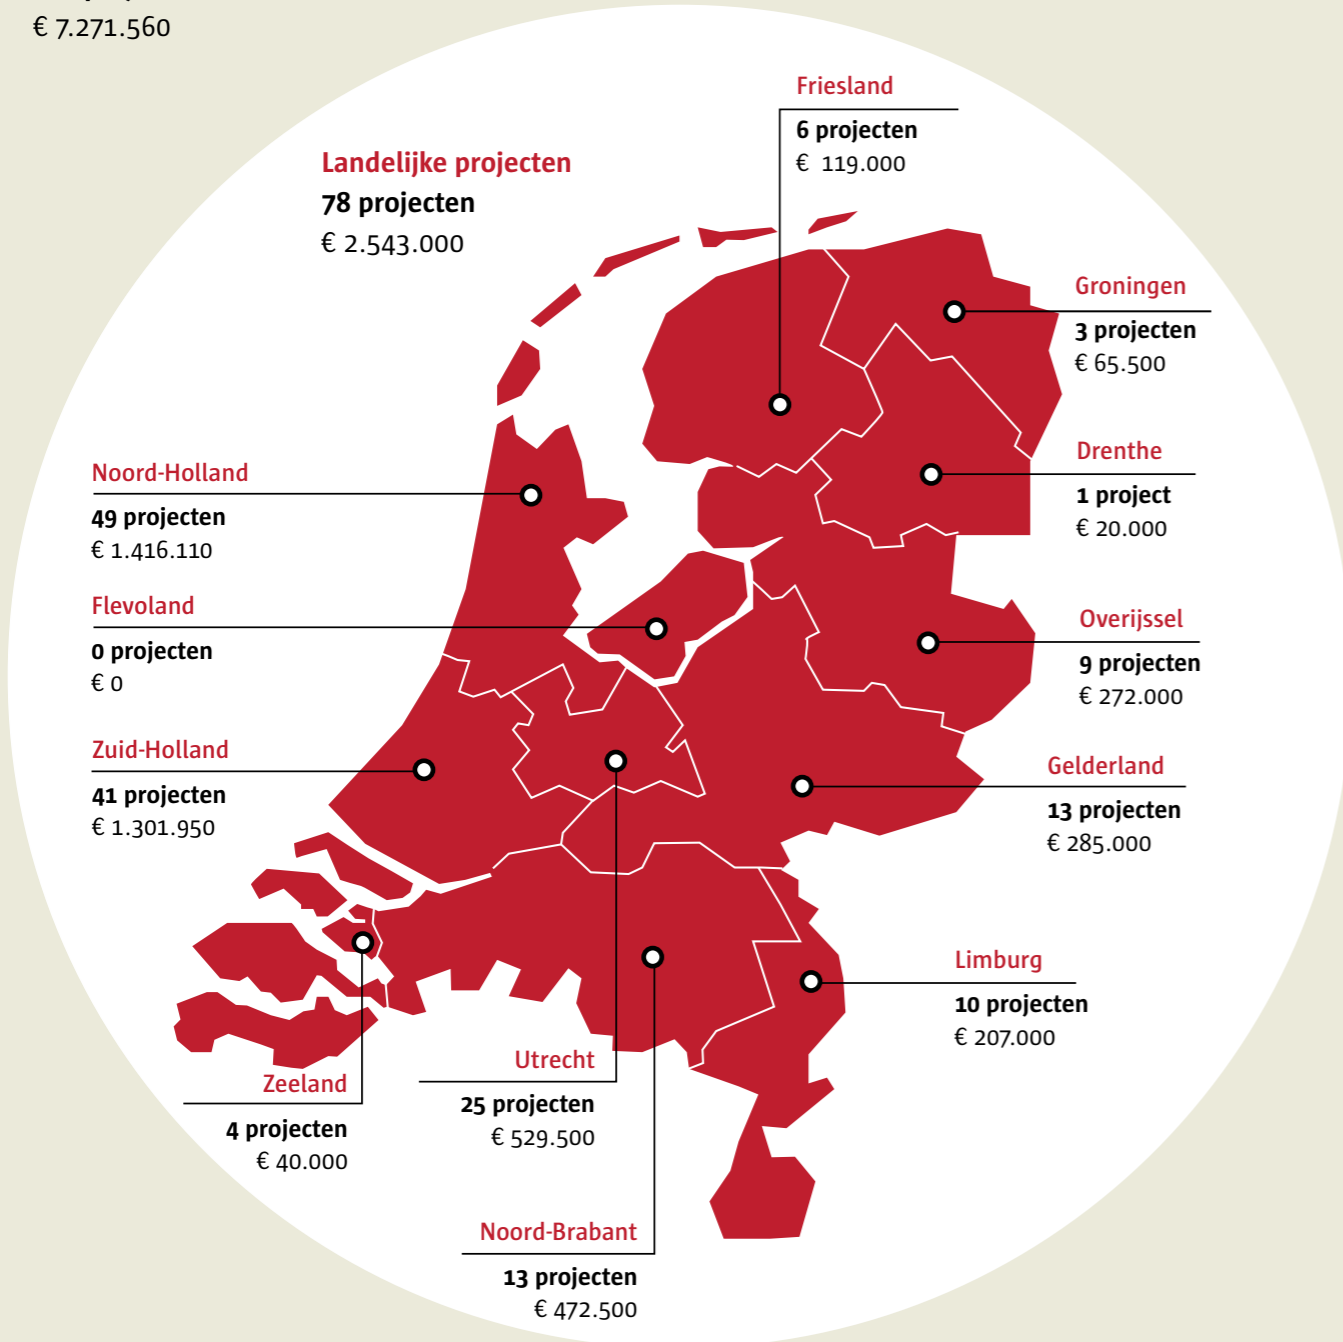 € 7.271.560
Landelijke projecten
78 projecten
€ 2.543.000
Friesland
6 projecten
€ 119.000
Groningen
3 projecten
€ 65.500
Drenthe
1 project
€ 20.000
Noord-Holland
49 projecten
€ 1.416.110
Flevoland
0 projecten
€ 0
Overijssel
9 projecten
€ 272.000
Zuid-Holland
41 projecten
€ 1.301.950
Gelderland
13 projecten
€ 285.000
Limburg
10 projecten
€ 207.000
Utrecht
25 projecten
€ 529.500
Zeeland
4 projecten
€ 40.000
Noord-Brabant
13 projecten
€ 472.500